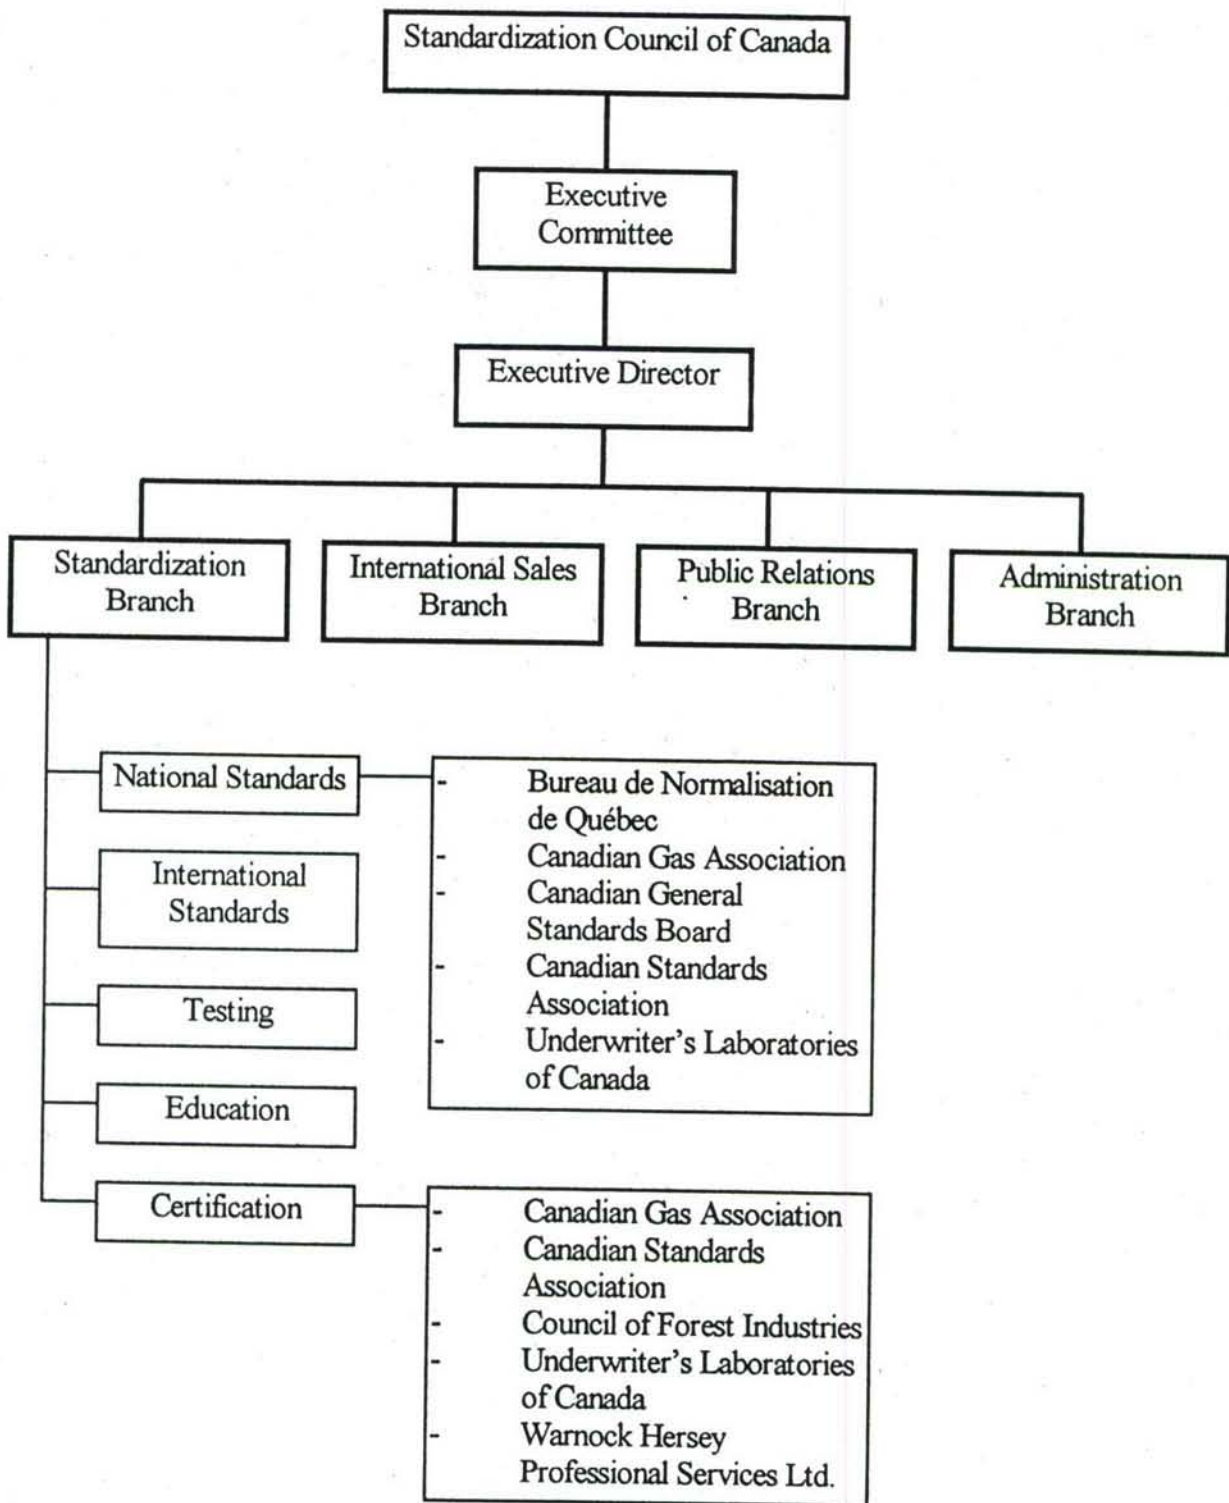 Standardization Council of Canada
Executive
Committee
Executive Director
Standardization
Branch
International Sales
Branch
Public Relations
Branch
Administration
Branch
National Standards
- Bureau de Normalisation
de Québec
- Canadian Gas Association
- Canadian General
Standards Board
- Canadian Standards
Association
- Underwriter's Laboratories
of Canada
International
Standards
Testing
Education
Certification
- Canadian Gas Association
- Canadian Standards
Association
- Council of Forest Industries
- Underwriter's Laboratories
of Canada
- Warnock Hersey
Professional Services Ltd.